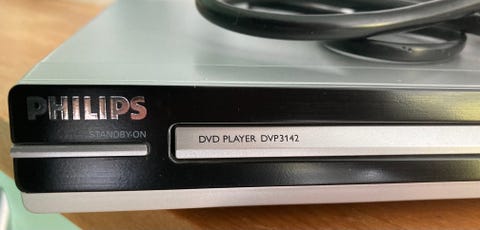 PHILIPS
STANDBY-ON
DVD PLAYER DVP3142